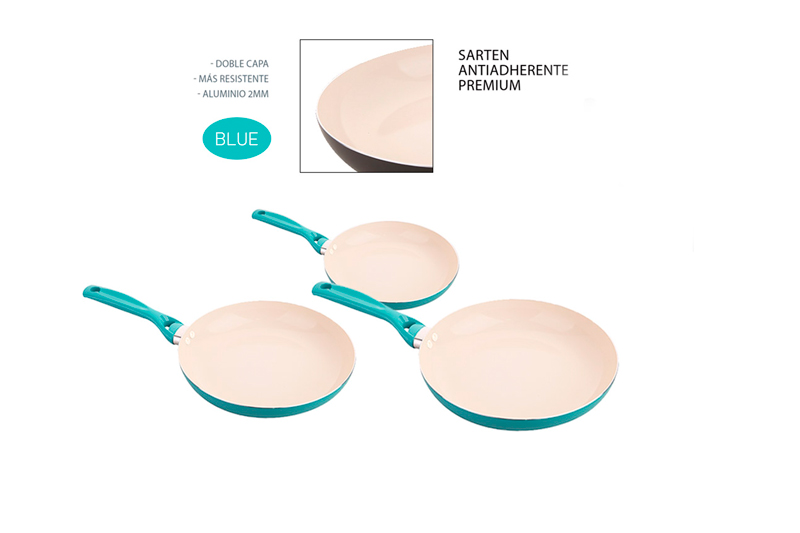 - DOBLE CAPA
- MÁS RESISTENTE
- ALUMINIO 2MM
BLUE
SARTEN
ANTIADHERENTE
PREMIUM